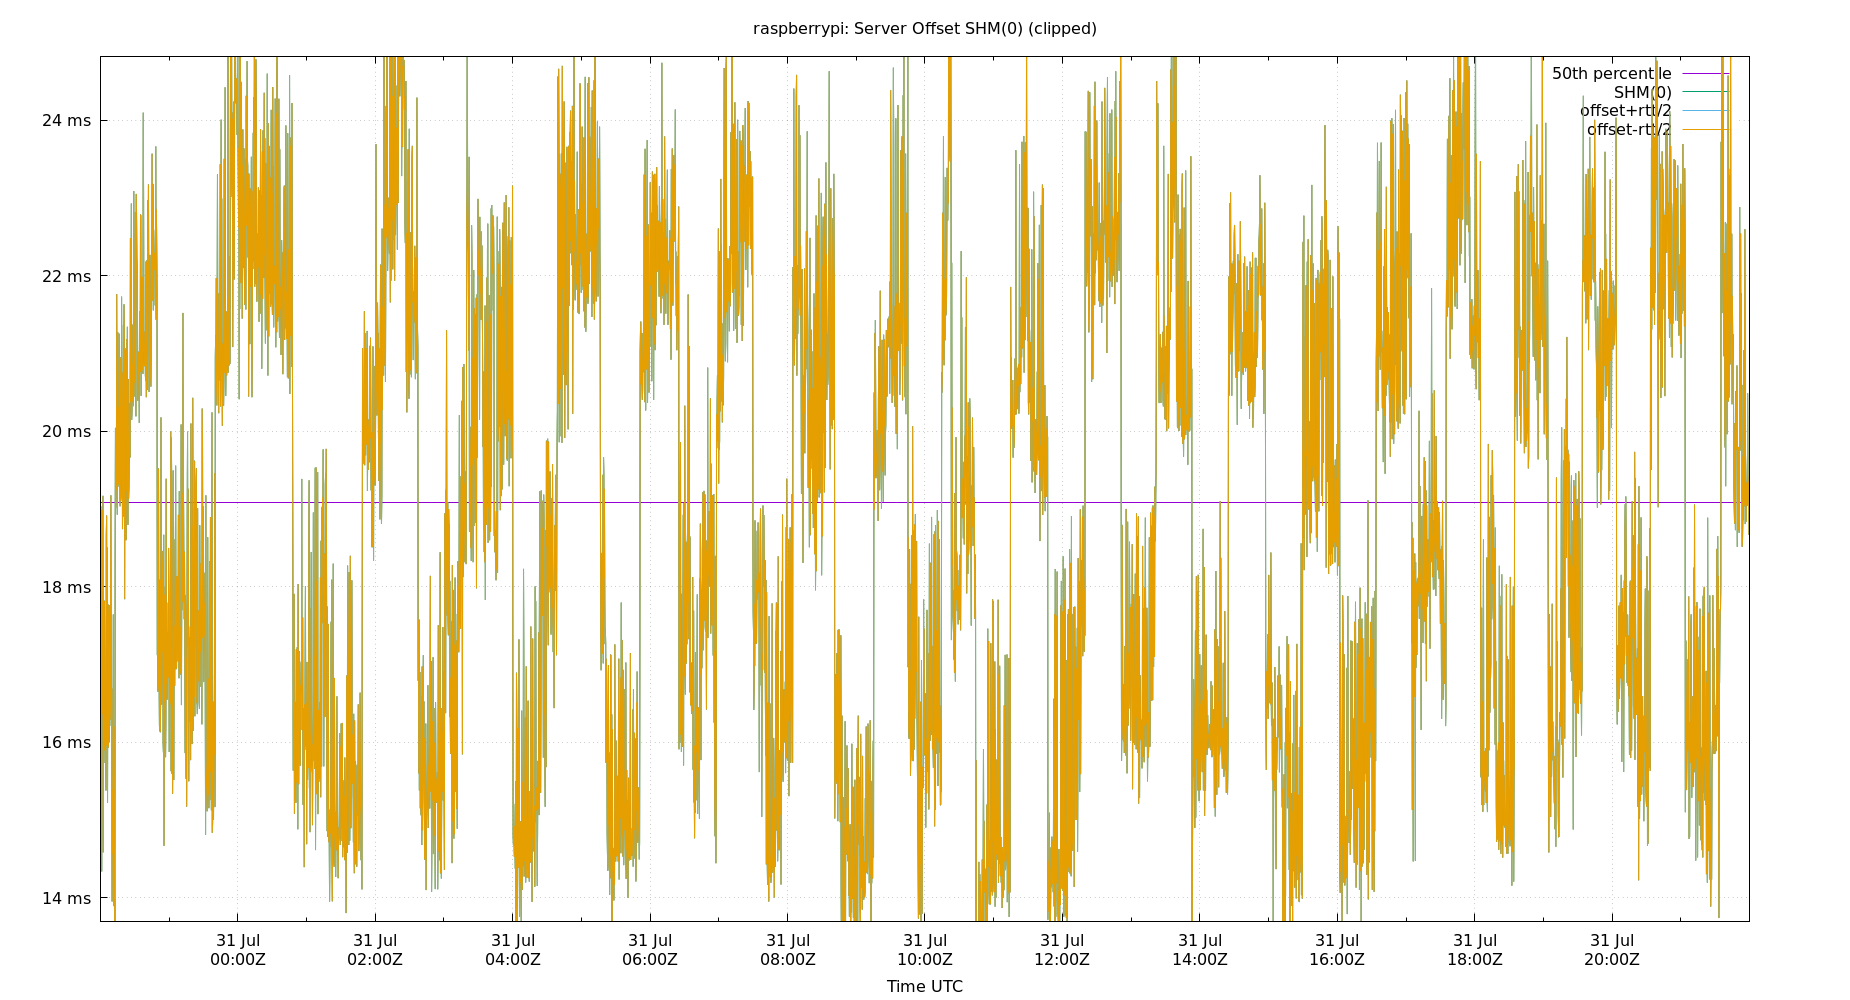 raspberrypi: Server Offset SHM(0) (clipped)
50th percentile
SHM(0)
offset+rtt/2
offset-rtt/2
24 ms
22 ms
20 ms
18 ms
16 ms
14 ms
31 Jul 31 Jul 31 Jul 31 Jul 31 Jul 31 Jul 31 Jul 31 Jul 31 Jul 31 Jul 31 Jul
00:00Z 02:00Z 04:00Z 06:00Z 08:00Z 10:00Z 12:00Z 14:00Z 16:00Z 18:00Z 20:00Z
Time UTC